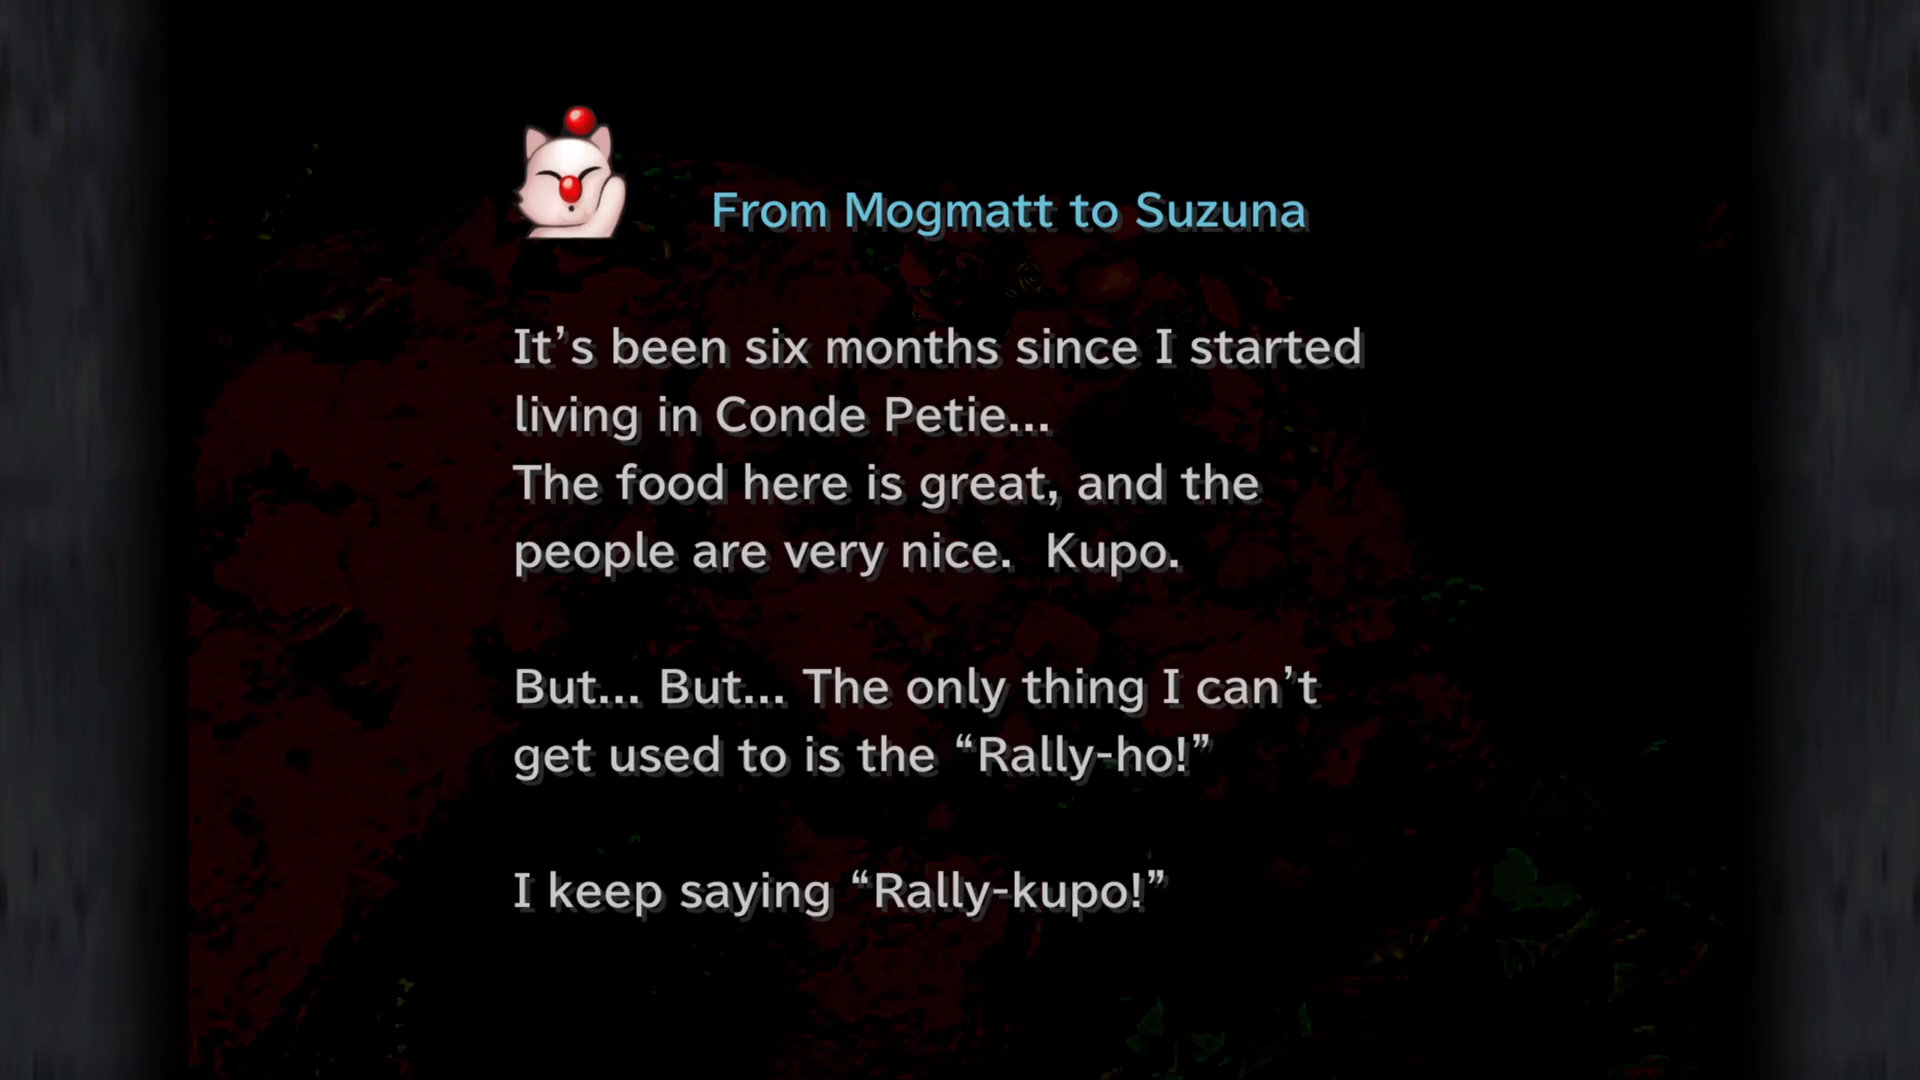 From Mogmatt to Suzuna
It’s been six months since I started
living in Conde Petie...
The food here is great, and the
people are very nice.  Kupo.
But... But... The only thing I can’t
get used to is the “Rally-ho!”
I keep saying “Rally-kupo!”